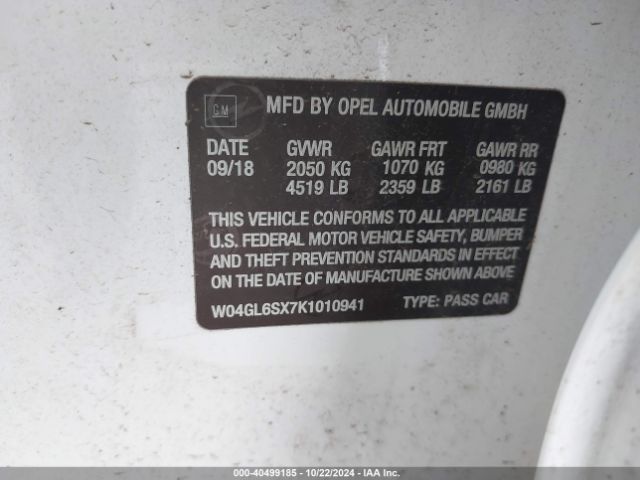 GM MFD BY OPEL AUTOMOBILE GMBH
DATE GVWR GAWR FRT GAWR RR
09/18 2050 KG 1070 KG 0980 KG
4519 LB 2359 LB 2161 LB
THIS VEHICLE CONFORMS TO ALL APPLICABLE
U.S. FEDERAL MOTOR VEHICLE SAFETY, BUMPER
AND THEFT PREVENTION STANDARDS IN EFFECT
ON THE DATE OF MANUFACTURE SHOWN ABOVE
W04GL6SX7K1010941 TYPE: PASS CAR
000-40499185 - 10/22/2024 - IAA Inc.